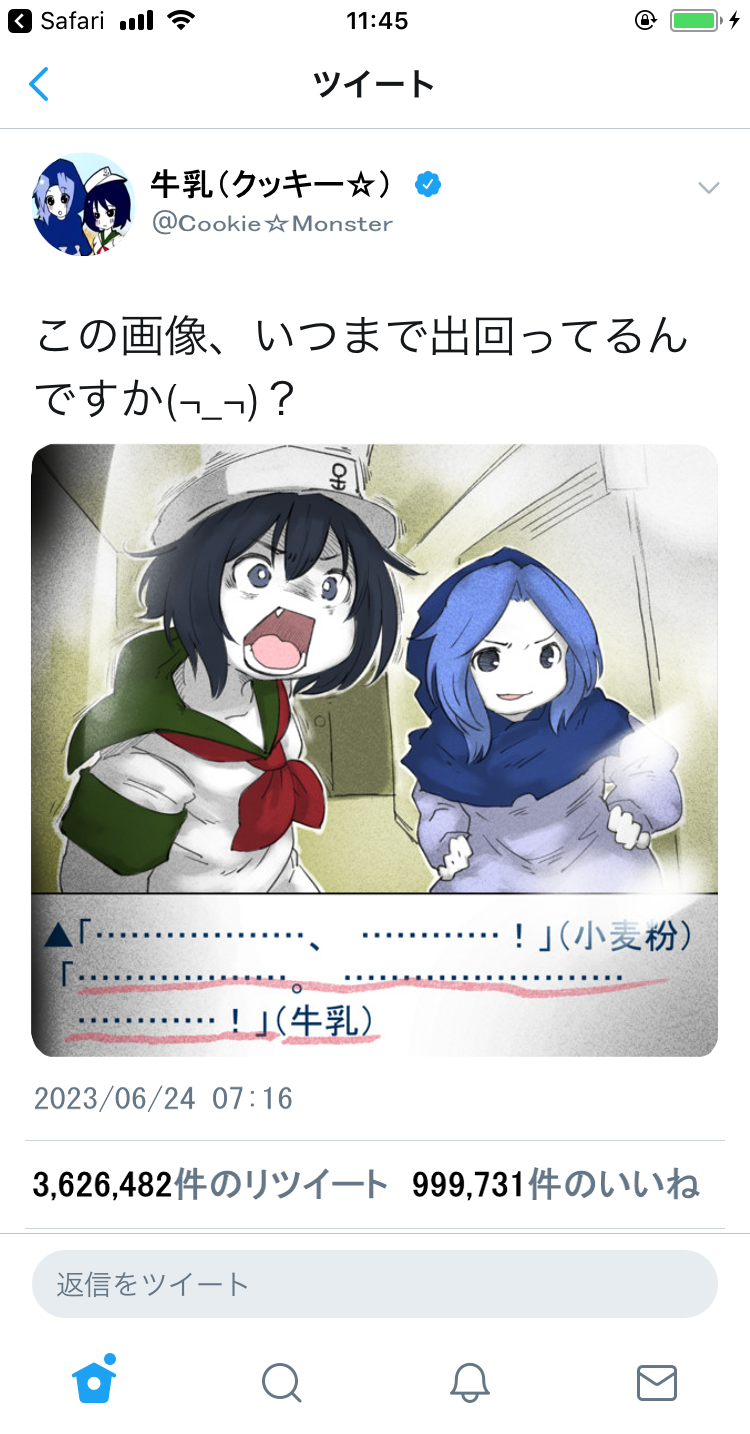 Safari
11:45
ツイート
牛乳（クッキー☆）
@Cookie☆Monster
この画像、いつまで出回ってるん
ですか(¬_¬)？
▲「………………、…………！」（小麦粉）
「………………。……………………
…………！」（牛乳）
2023/06/24 07:16
3,626,482件のリツイート 999,731件のいいね
返信をツイート